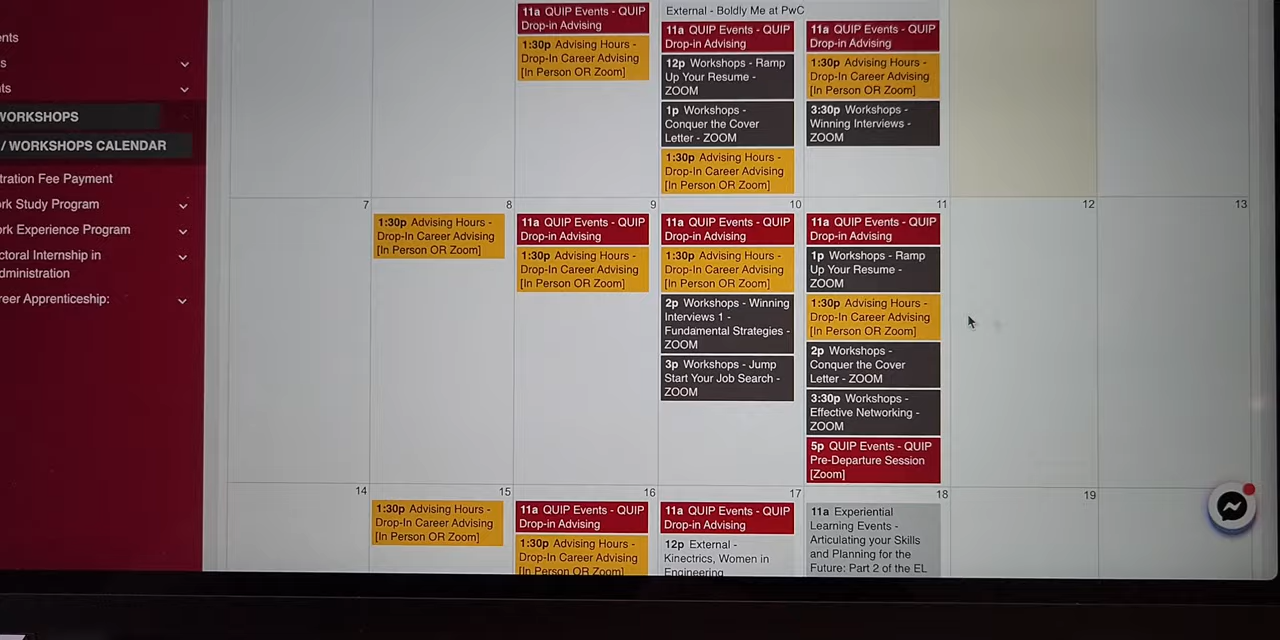 ents
s
nts
WORKSHOPS
/ WORKSHOPS CALENDAR
tration Fee Payment
rk Study Program
ork Experience Program
ctoral Internship in
dministration
reer Apprenticeship:
11a QUIP Events - QUIP
Drop-in Advising
1:30p Advising Hours -
Drop-In Career Advising
[In Person OR Zoom]
External - Boldly Me at PwC
11a QUIP Events - QUIP
Drop-in Advising
12p Workshops - Ramp
Up Your Resume -
ZOOM
1p Workshops -
Conquer the Cover
Letter - ZOOM
1:30p Advising Hours -
Drop-In Career Advising
[In Person OR Zoom]
11a QUIP Events - QUIP
Drop-in Advising
1:30p Advising Hours -
Drop-In Career Advising
[In Person OR Zoom]
3:30p Workshops -
Winning Interviews -
ZOOM
7
8
1:30p Advising Hours -
Drop-In Career Advising
[In Person OR Zoom]
9
11a QUIP Events - QUIP
Drop-in Advising
1:30p Advising Hours -
Drop-In Career Advising
[In Person OR Zoom]
10
11a QUIP Events - QUIP
Drop-in Advising
1:30p Advising Hours -
Drop-In Career Advising
[In Person OR Zoom]
2p Workshops - Winning
Interviews 1 -
Fundamental Strategies -
ZOOM
3p Workshops - Jump
Start Your Job Search -
ZOOM
11
11a QUIP Events - QUIP
Drop-in Advising
1p Workshops - Ramp
Up Your Resume -
ZOOM
1:30p Advising Hours -
Drop-In Career Advising
[In Person OR Zoom]
2p Workshops -
Conquer the Cover
Letter - ZOOM
3:30p Workshops -
Effective Networking -
ZOOM
5p QUIP Events - QUIP
Pre-Departure Session
[Zoom]
12
13
14
15
1:30p Advising Hours -
Drop-In Career Advising
[In Person OR Zoom]
16
11a QUIP Events - QUIP
Drop-in Advising
1:30p Advising Hours -
Drop-In Career Advising
[In Person OR Zoom]
17
11a QUIP Events - QUIP
Drop-in Advising
12p External -
Kinectrics, Women in
Engineering
18
11a Experiential
Learning Events -
Articulating your Skills
and Planning for the
Future: Part 2 of the EL
19